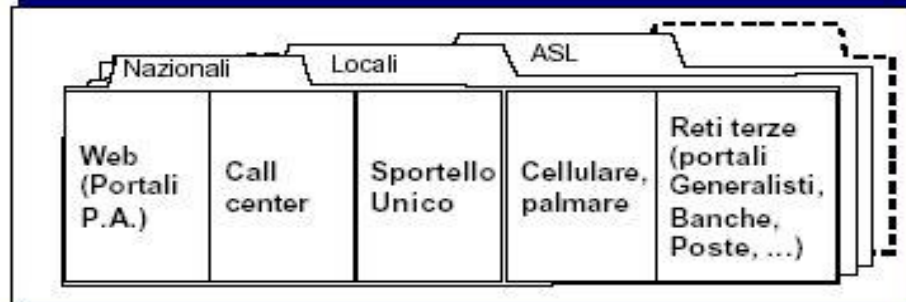 Nazionali
Locali
ASL
Web
(Portali
P.A.)
Call
center
Sportello
Unico
Cellulare,
palmare
Reti terze
(portali
Generalisti,
Banche,
Poste, ...)